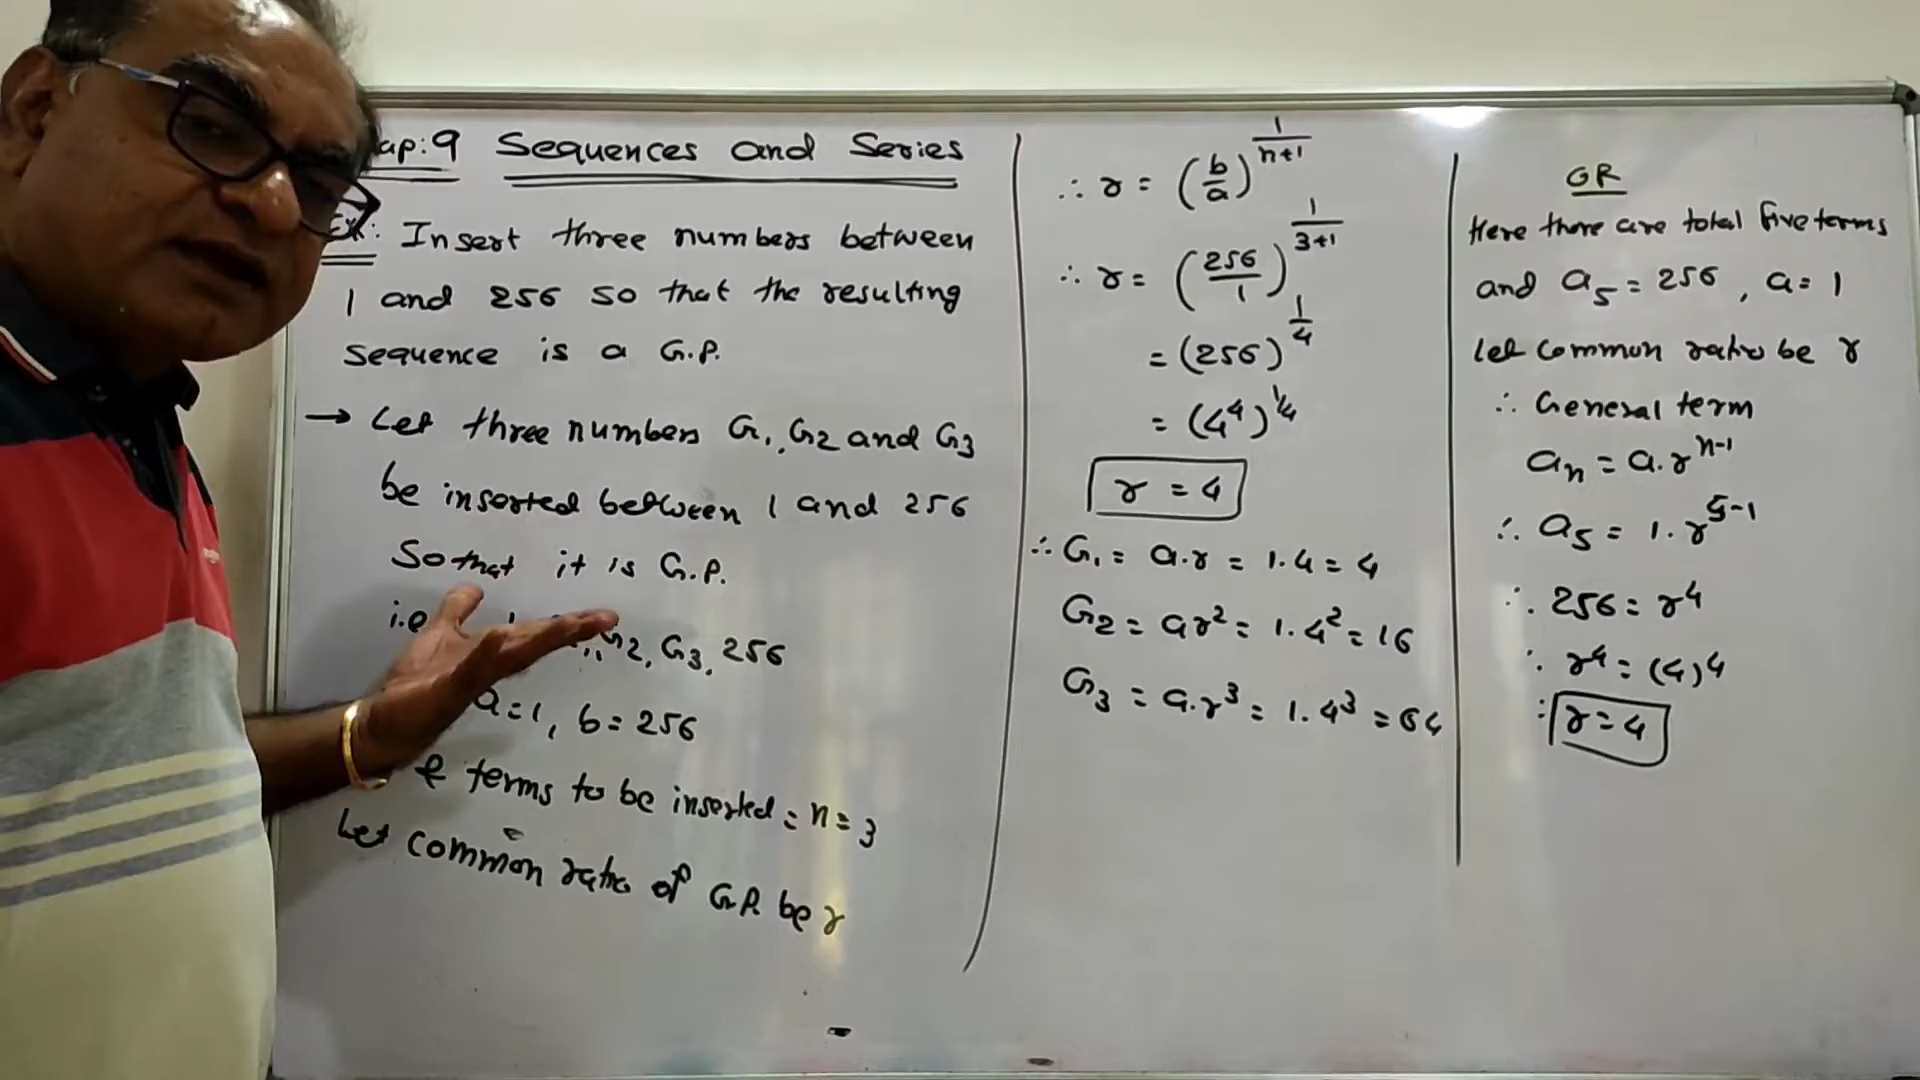 ap:9 Sequences and Series
Ex: Insert three numbers between
1 and 256 so that the resulting
sequence is a G.P.
→ Let three numbers G₁, G₂ and G₃
be inserted between 1 and 256
So that it is G.P.
i.e. G₂, G₃, 256
a=1, b=256
& terms to be inserted = n = 3
Let common ratio of G.P. be r
∴ r = (b/a)^(1/(n+1))
∴ r = (256/1)^(1/(3+1))
= (256)^(1/4)
= (4⁴)^(1/4)
r = 4
∴ G₁ = a.r = 1.4 = 4
G₂ = ar² = 1.4² = 16
G₃ = a.r³ = 1.4³ = 64
OR
Here there are total five terms
and a₅ = 256, a = 1
Let common ratio be r
∴ General term
aₙ = a.r^(n-1)
∴ a₅ = 1.r^(5-1)
∴ 256 = r⁴
∴ r⁴ = (4)⁴
∴ r = 4